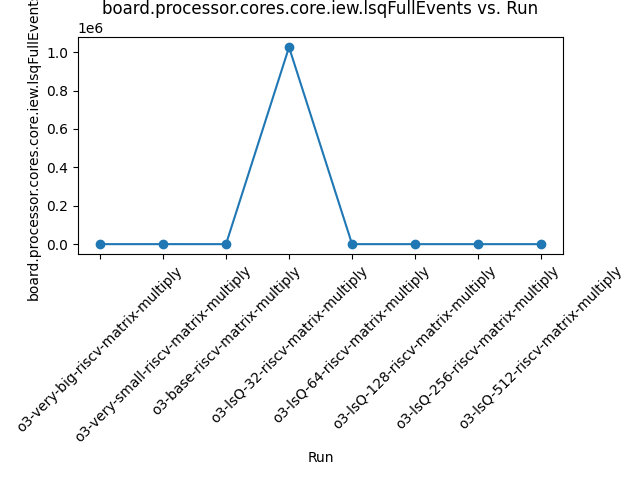 board.processor.cores.core.iew.lsqFullEvents vs. Run
1e6
1.0
0.8
0.6
0.4
0.2
0.0
board.processor.cores.core.iew.lsqFullEvents
o3-very-big-riscv-matrix-multiply
o3-very-small-riscv-matrix-multiply
o3-base-riscv-matrix-multiply
o3-lsQ-32-riscv-matrix-multiply
o3-lsQ-64-riscv-matrix-multiply
o3-lsQ-128-riscv-matrix-multiply
o3-lsQ-256-riscv-matrix-multiply
o3-lsQ-512-riscv-matrix-multiply
Run